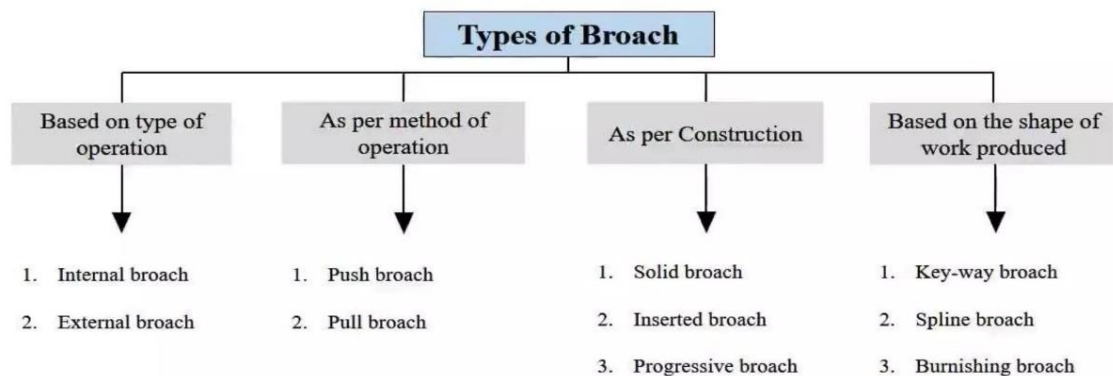 Types of Broach
Based on type of
operation
As per method of
operation
As per Construction
Based on the shape of
work produced
1. Internal broach
2. External broach
1. Push broach
2. Pull broach
1. Solid broach
2. Inserted broach
3. Progressive broach
1. Key-way broach
2. Spline broach
3. Burnishing broach